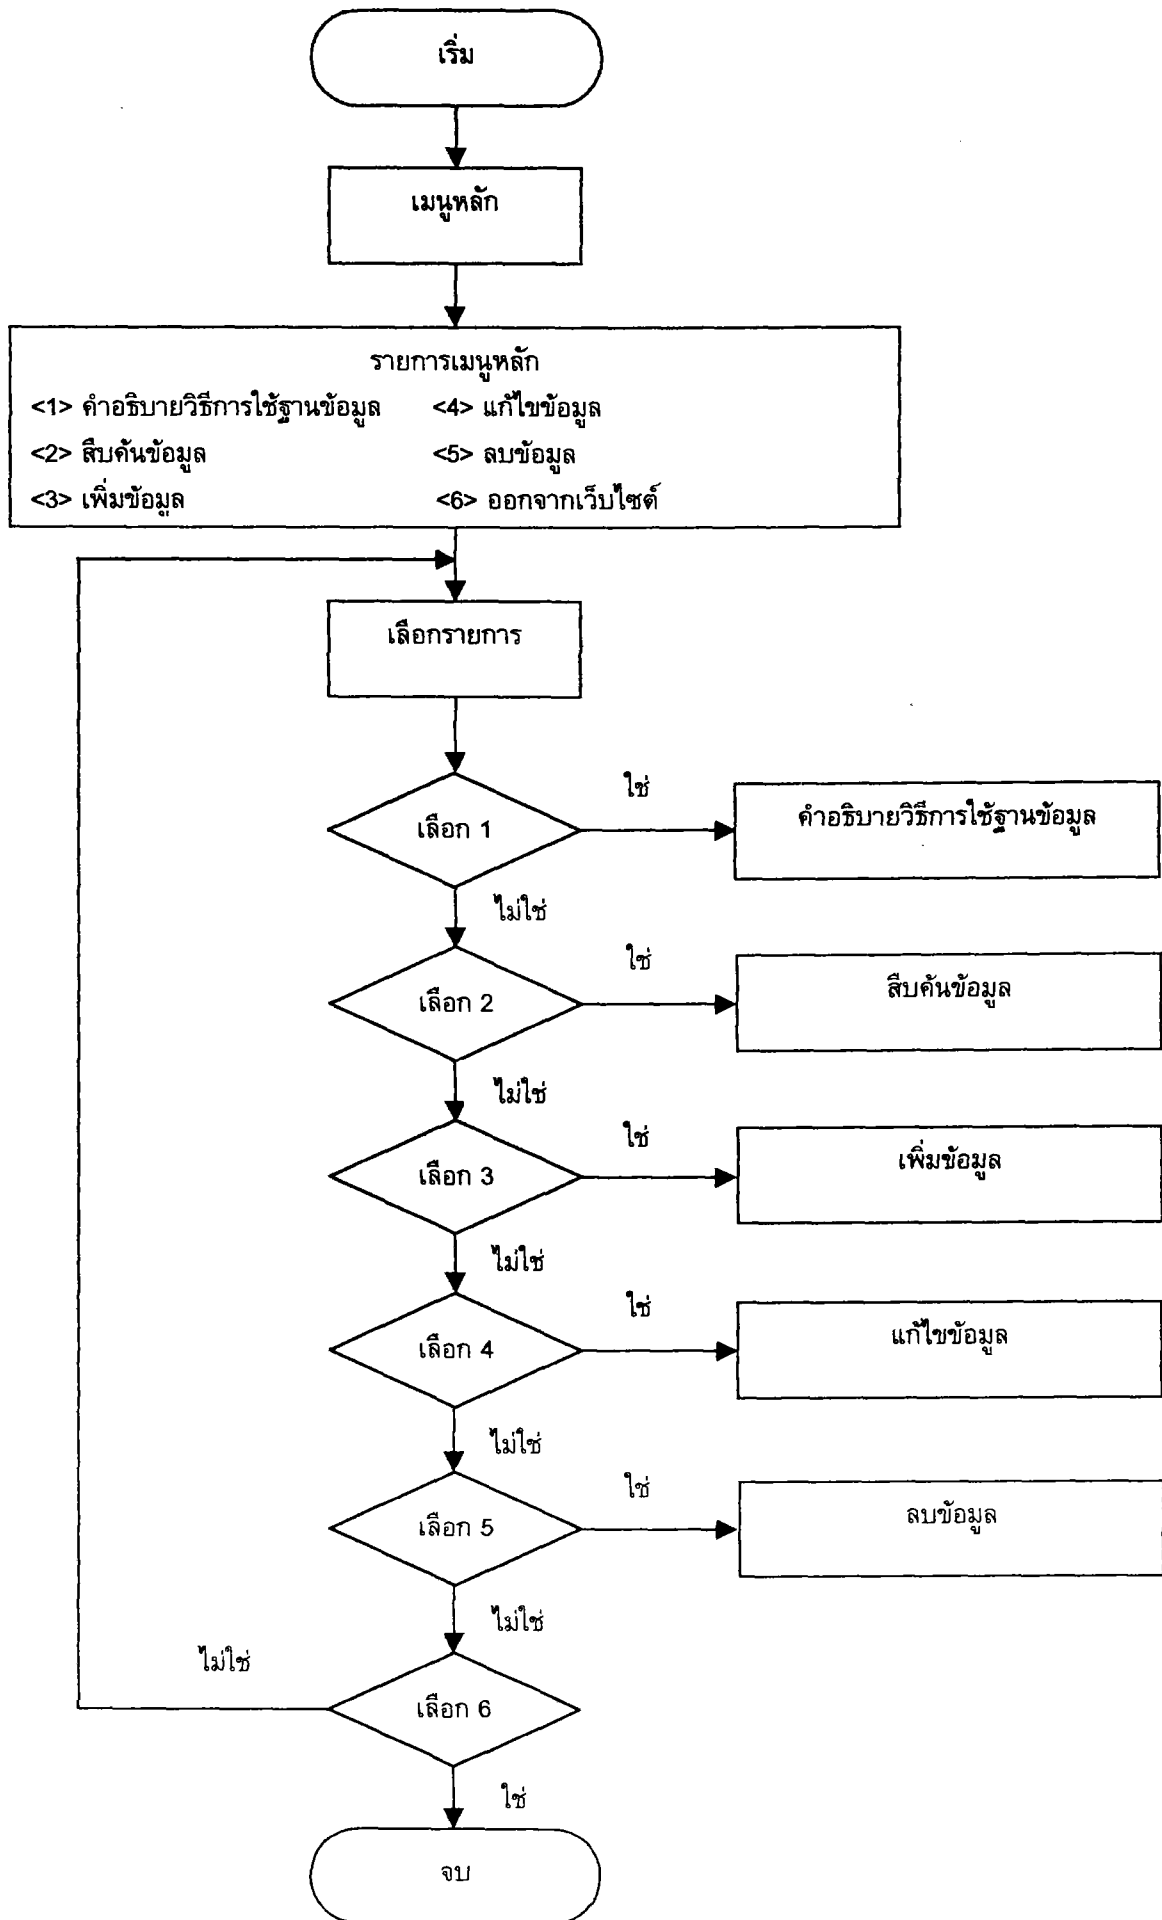 เริ่ม
เมนูหลัก
รายการเมนูหลัก
<1> คำอธิบายวิธีการใช้ฐานข้อมูล <4> แก้ไขข้อมูล
<2> สืบค้นข้อมูล <5> ลบข้อมูล
<3> เพิ่มข้อมูล <6> ออกจากเว็บไซต์
เลือกรายการ
เลือก 1
ใช่
คำอธิบายวิธีการใช้ฐานข้อมูล
ไม่ใช่
เลือก 2
ใช่
สืบค้นข้อมูล
ไม่ใช่
เลือก 3
ใช่
เพิ่มข้อมูล
ไม่ใช่
เลือก 4
ใช่
แก้ไขข้อมูล
ไม่ใช่
เลือก 5
ใช่
ลบข้อมูล
ไม่ใช่
ไม่ใช่
เลือก 6
ใช่
จบ